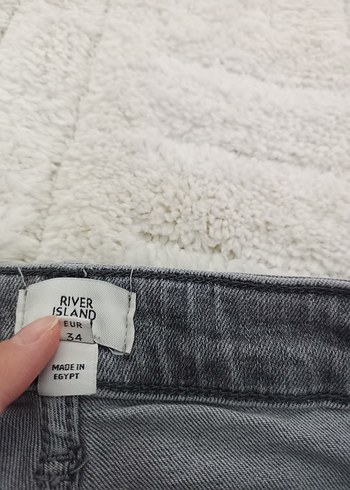 RIVER
ISLAND
EUR
34
MADE IN
EGYPT